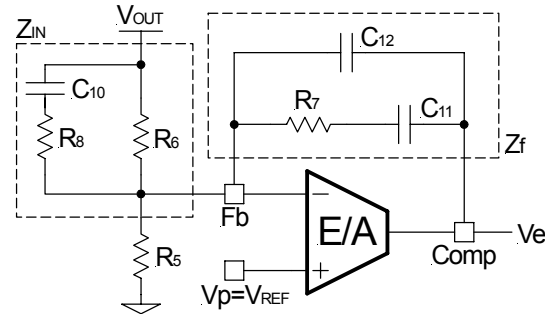 ZIN
VOUT
C10
R8
R6
R5
C12
R7
C11
Zf
Fb
E/A
Comp
Ve
Vp=VREF